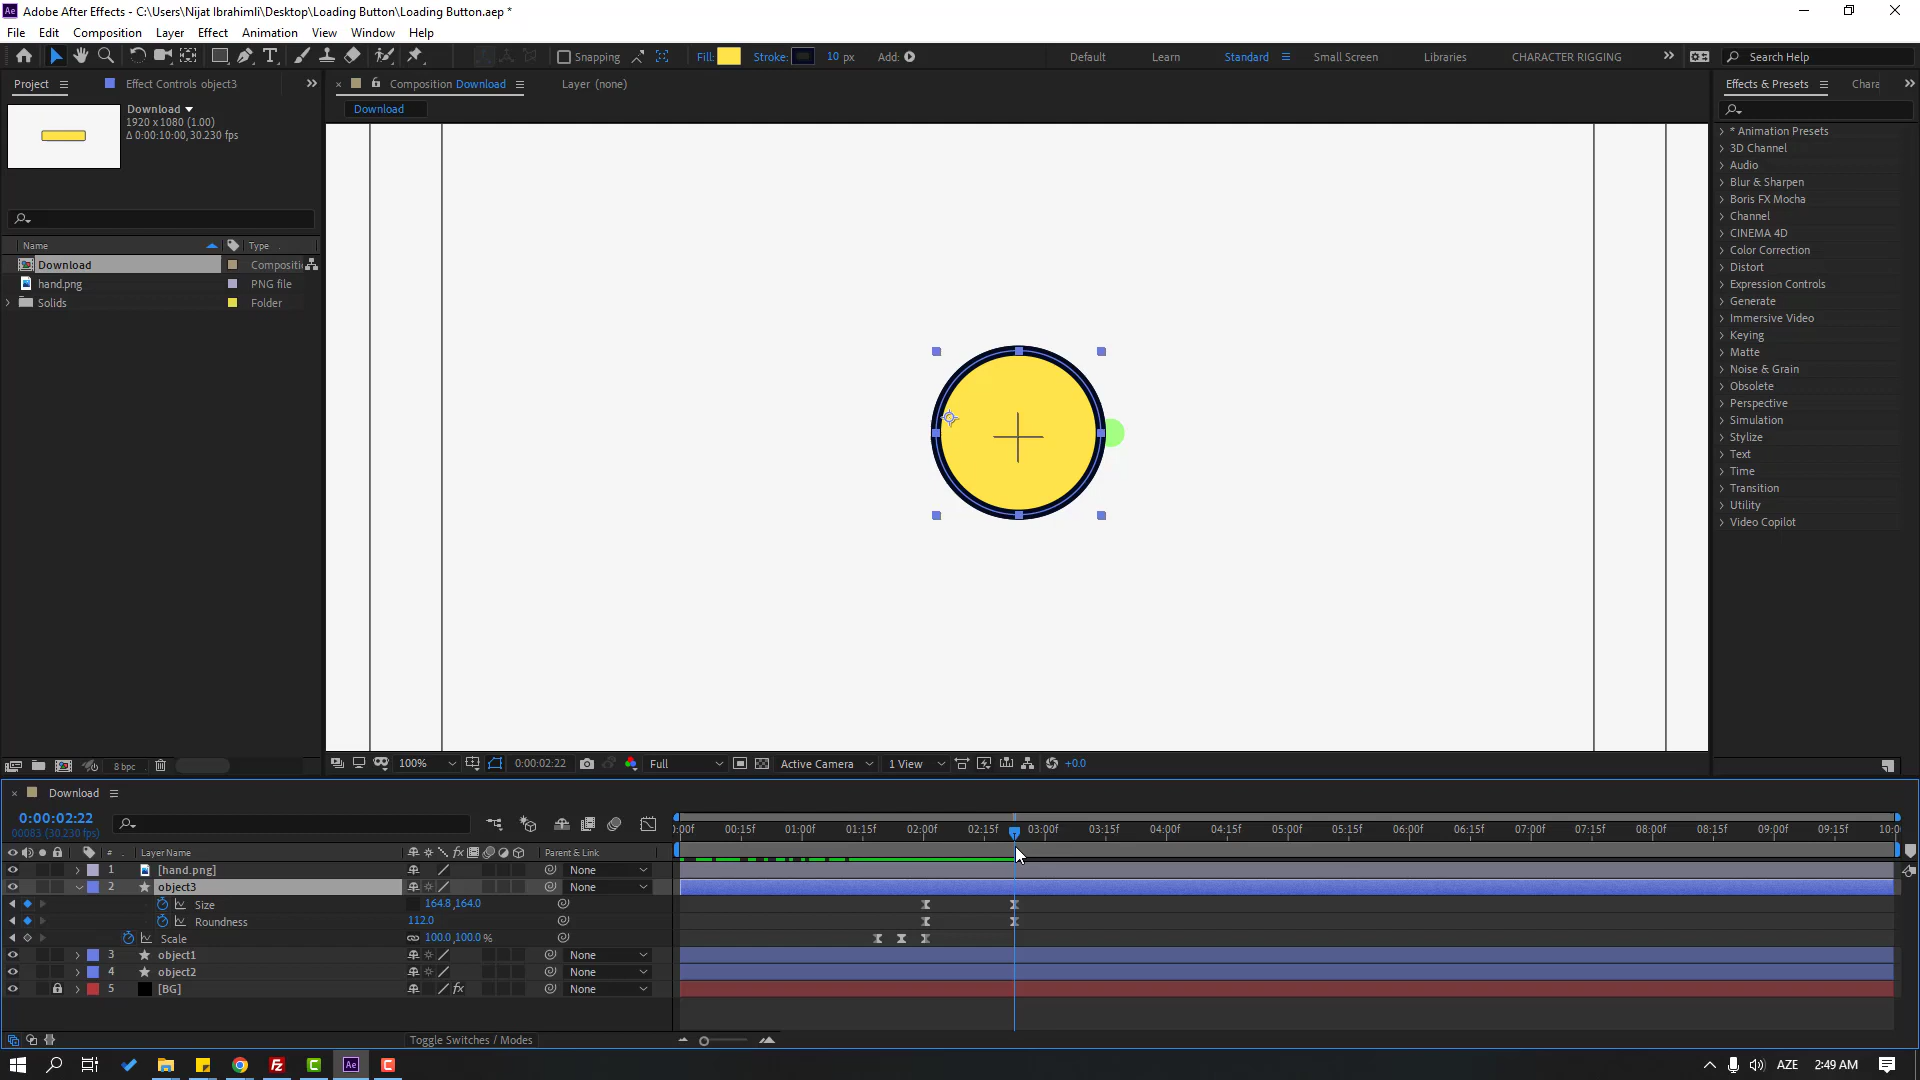 Adobe After Effects - C:\Users\Nijat Ibrahimli\Desktop\Loading Button\Loading Button.aep *
File Edit Composition Layer Effect Animation View Window Help
Snapping Fill: Stroke: 10 px Add: Default Learn Standard Small Screen Libraries CHARACTER RIGGING Search Help
Project Effect Controls object3 Composition Download Layer (none) Effects & Presets Chara
Download
Download
1920 x 1080 (1.00)
Δ 0:00:10:00, 30.230 fps
Name Type
Download Compositi
hand.png PNG file
Solids Folder
* Animation Presets
3D Channel
Audio
Blur & Sharpen
Boris FX Mocha
Channel
CINEMA 4D
Color Correction
Distort
Expression Controls
Generate
Immersive Video
Keying
Matte
Noise & Grain
Obsolete
Perspective
Simulation
Stylize
Text
Time
Transition
Utility
Video Copilot
8 bpc 100% 0:00:02:22 Full Active Camera 1 View +0.0
Download
0:00:02:22
00083 (30.230 fps)
:00f 00:15f 01:00f 01:15f 02:00f 02:15f 03:00f 03:15f 04:00f 04:15f 05:00f 05:15f 06:00f 06:15f 07:00f 07:15f 08:00f 08:15f 09:00f 09:15f 10:0
# Layer Name fx Parent & Link
1 [hand.png] None
2 object3 None
Size 164.8,164.0
Roundness 112.0
Scale 100.0,100.0 %
3 object1 None
4 object2 None
5 [BG] fx None
Toggle Switches / Modes
Ae AZE 2:49 AM